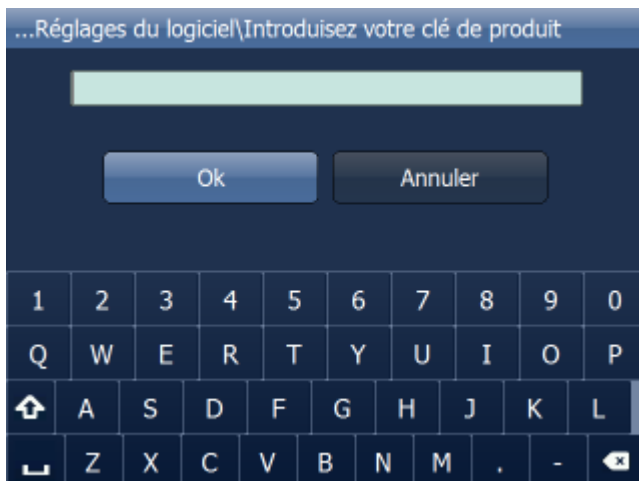 ...Réglages du logiciel\Introduisez votre clé de produit
Ok Annuler
1 2 3 4 5 6 7 8 9 0
Q W E R T Y U I O P
A S D F G H J K L
Z X C V B N M . -